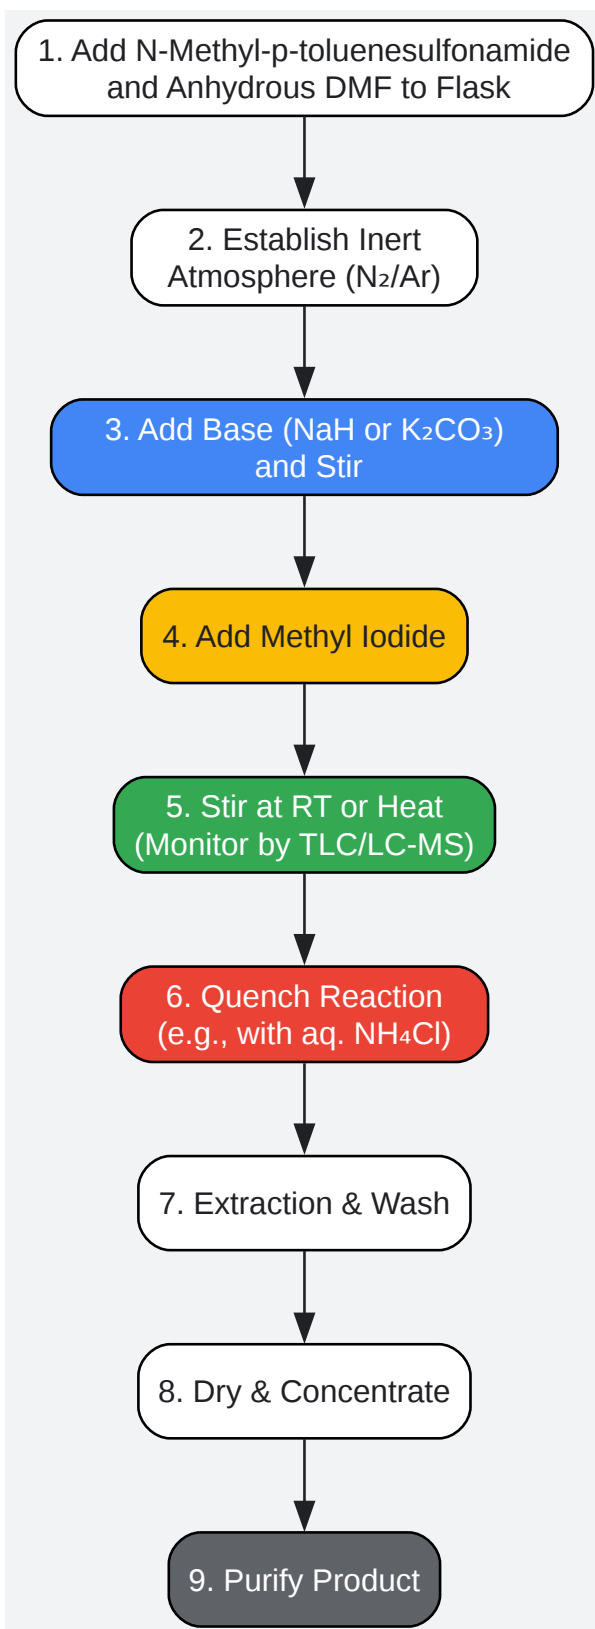 1. Add N-Methyl-p-toluenesulfonamide
and Anhydrous DMF to Flask
2. Establish Inert
Atmosphere (N₂/Ar)
3. Add Base (NaH or K₂CO₃)
and Stir
4. Add Methyl Iodide
5. Stir at RT or Heat
(Monitor by TLC/LC-MS)
6. Quench Reaction
(e.g., with aq. NH₄Cl)
7. Extraction & Wash
8. Dry & Concentrate
9. Purify Product